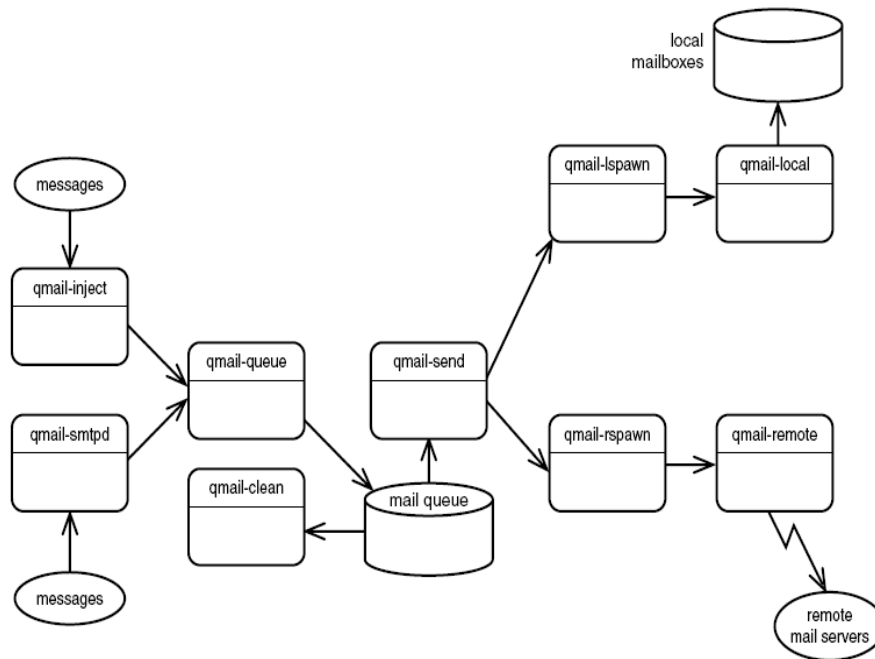 local
mailboxes
qmail-lspawn
qmail-local
messages
qmail-inject
qmail-queue
qmail-send
qmail-smtpd
qmail-rspawn
qmail-remote
qmail-clean
mail queue
messages
remote
mail servers